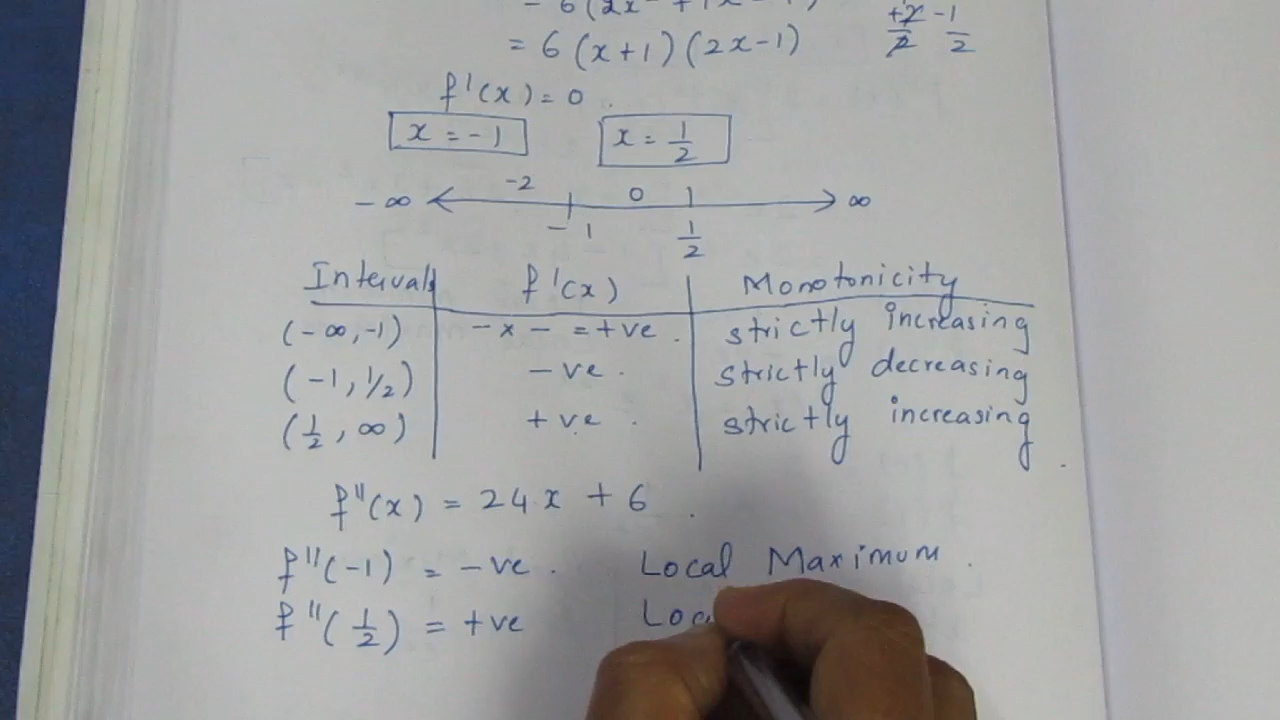 = 6(x+1)(2x-1)
f'(x) = 0
x = -1 x = 1/2
-∞ -2 -1 0 1/2 ∞
Intervals f'(x) Monotonicity
(-∞, -1) - x - = +ve. strictly increasing
(-1, 1/2) -ve. strictly decreasing
(1/2, ∞) +ve. strictly increasing
f''(x) = 24x + 6.
f''(-1) = -ve. Local Maximum.
f''(1/2) = +ve